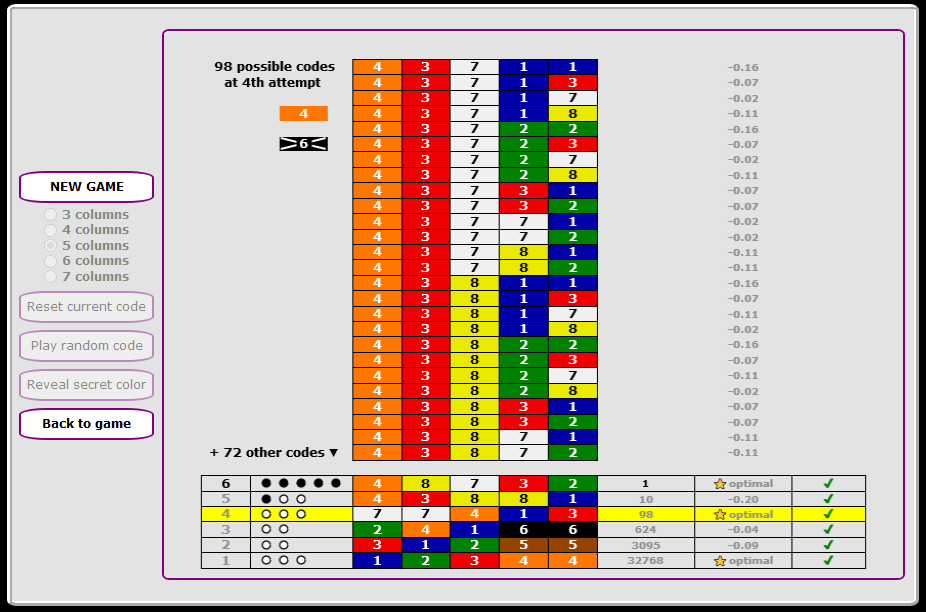 98 possible codes
at 4th attempt
4
>6<
NEW GAME
3 columns
4 columns
5 columns
6 columns
7 columns
Reset current code
Play random code
Reveal secret color
Back to game
4 3 7 1 1 -0.16
4 3 7 1 3 -0.07
4 3 7 1 7 -0.02
4 3 7 1 8 -0.11
4 3 7 2 2 -0.16
4 3 7 2 3 -0.07
4 3 7 2 7 -0.02
4 3 7 2 8 -0.11
4 3 7 3 1 -0.07
4 3 7 3 2 -0.07
4 3 7 7 1 -0.02
4 3 7 7 2 -0.02
4 3 7 8 1 -0.11
4 3 7 8 2 -0.11
4 3 8 1 1 -0.16
4 3 8 1 3 -0.07
4 3 8 1 7 -0.11
4 3 8 1 8 -0.02
4 3 8 2 2 -0.16
4 3 8 2 3 -0.07
4 3 8 2 7 -0.11
4 3 8 2 8 -0.02
4 3 8 3 1 -0.07
4 3 8 3 2 -0.07
4 3 8 7 1 -0.11
+ 72 other codes ▼ 4 3 8 7 2 -0.11
6 4 8 7 3 2 1 optimal
5 4 3 8 8 1 10 -0.20
4 7 7 4 1 3 98 optimal
3 2 4 1 6 6 624 -0.04
2 3 1 2 5 5 3095 -0.09
1 1 2 3 4 4 32768 optimal